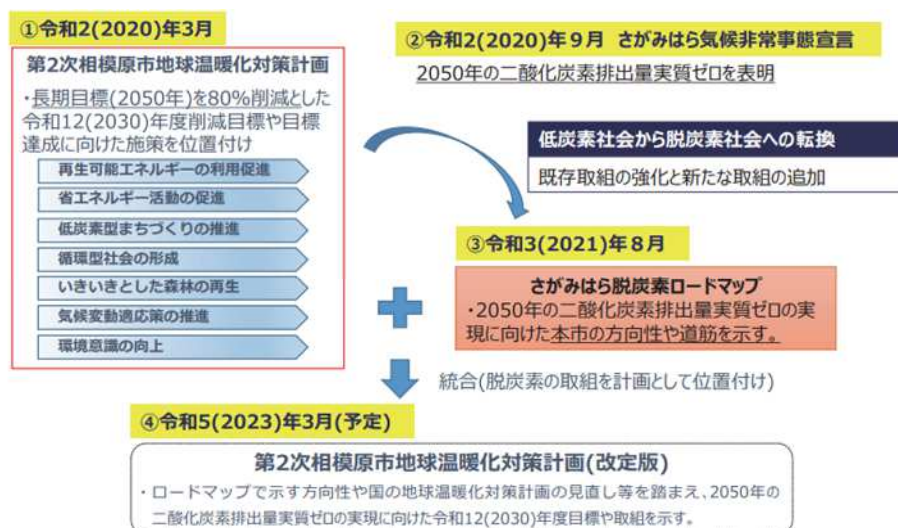 ①令和2(2020)年3月
第2次相模原市地球温暖化対策計画
・長期目標(2050年)を80%削減とした
令和12(2030)年度削減目標や目標
達成に向けた施策を位置付け
再生可能エネルギーの利用促進
省エネルギー活動の促進
低炭素型まちづくりの推進
循環型社会の形成
いきいきとした森林の再生
気候変動適応策の推進
環境意識の向上
②令和2(2020)年9月 さがみはら気候非常事態宣言
2050年の二酸化炭素排出量実質ゼロを表明
低炭素社会から脱炭素社会への転換
既存取組の強化と新たな取組の追加
③令和3(2021)年8月
さがみはら脱炭素ロードマップ
・2050年の二酸化炭素排出量実質ゼロの実
現に向けた本市の方向性や道筋を示す。
統合(脱炭素の取組を計画として位置付け)
④令和5(2023)年3月(予定)
第2次相模原市地球温暖化対策計画(改定版)
・ロードマップで示す方向性や国の地球温暖化対策計画の見直し等を踏まえ、2050年の
二酸化炭素排出量実質ゼロの実現に向けた令和12(2030)年度目標や取組を示す。